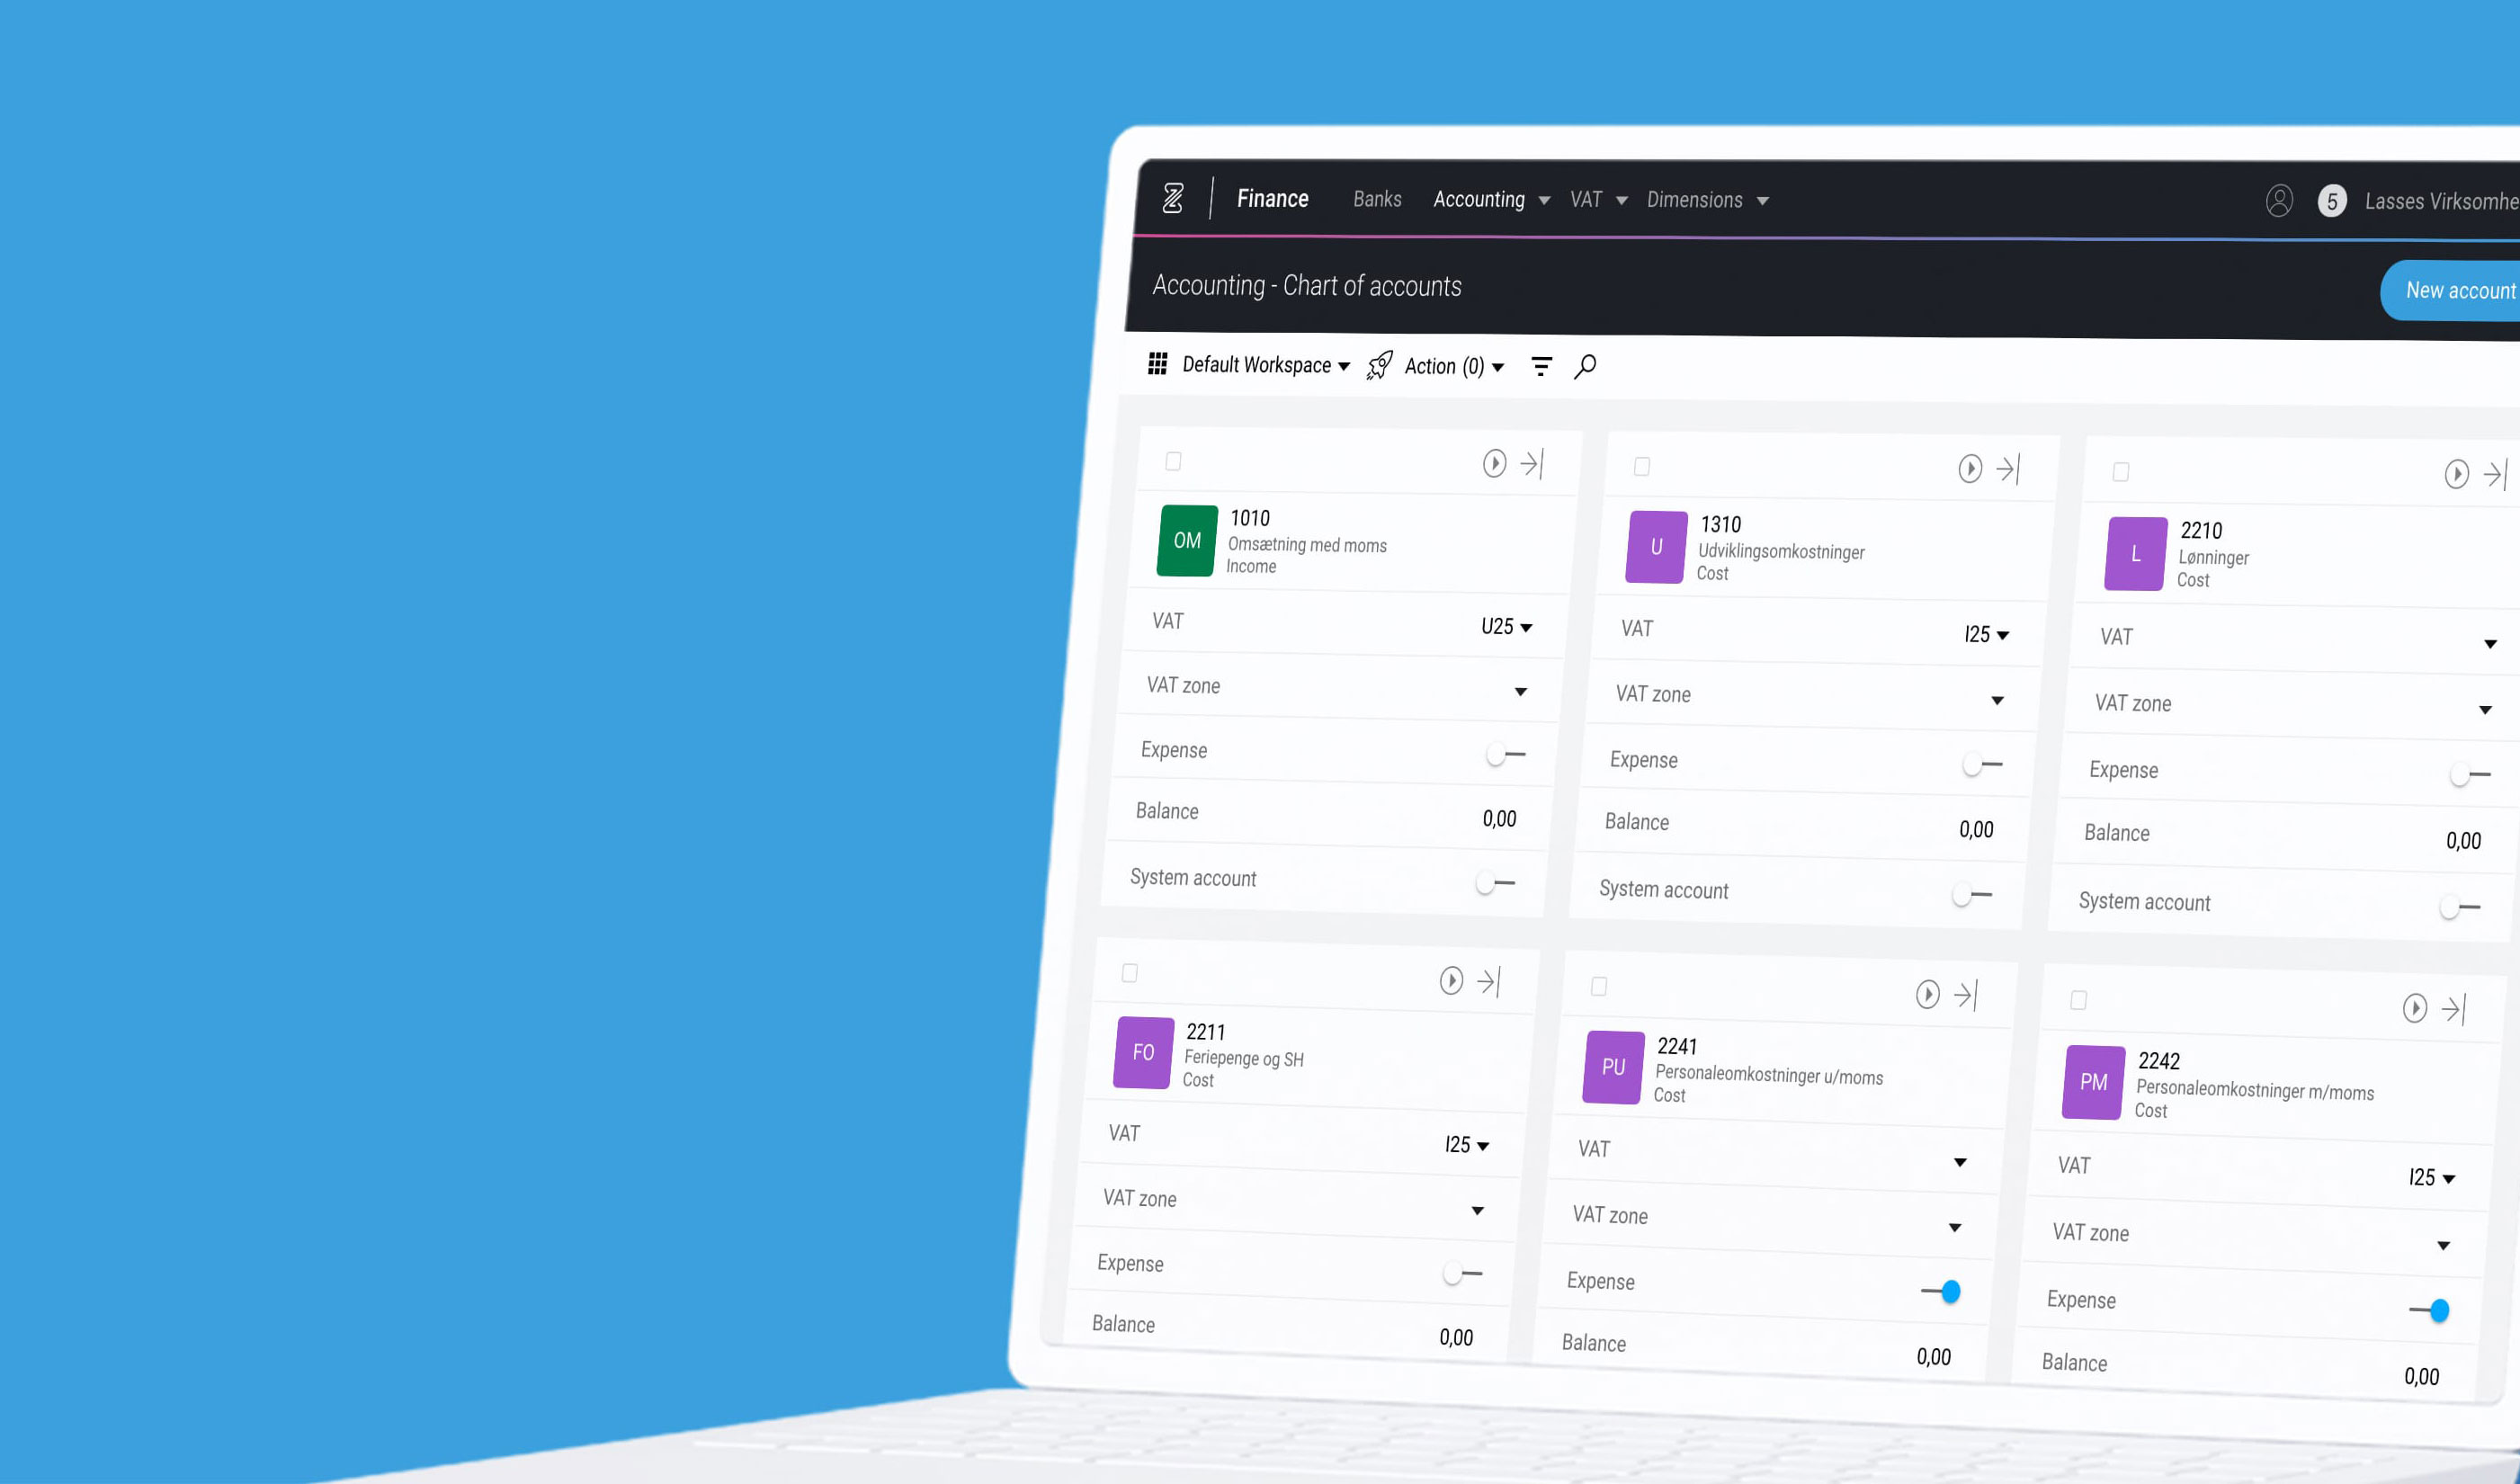 Finance Banks Accounting VAT Dimensions 5 Lasses
Accounting - Chart of accounts New account
Default Workspace Action (0)
1010
Omsætning med moms
Income
VAT U25
VAT zone
Expense
Balance 0,00
System account
1310
Udviklingsomkostninger
Cost
VAT I25
VAT zone
Expense
Balance 0,00
System account
2210
Lønninger
Cost
VAT
VAT zone
Expense
Balance 0,00
System account
OM
U
L
2211
Feriepenge og SH
Cost
VAT I25
VAT zone
Expense
Balance 0,00
2241
Personaleomkostninger u/moms
Cost
VAT
VAT zone
Expense
Balance 0,00
2242
Personaleomkostninger m/moms
Cost
VAT I25
VAT zone
Expense
Balance 0,00
FO
PU
PM